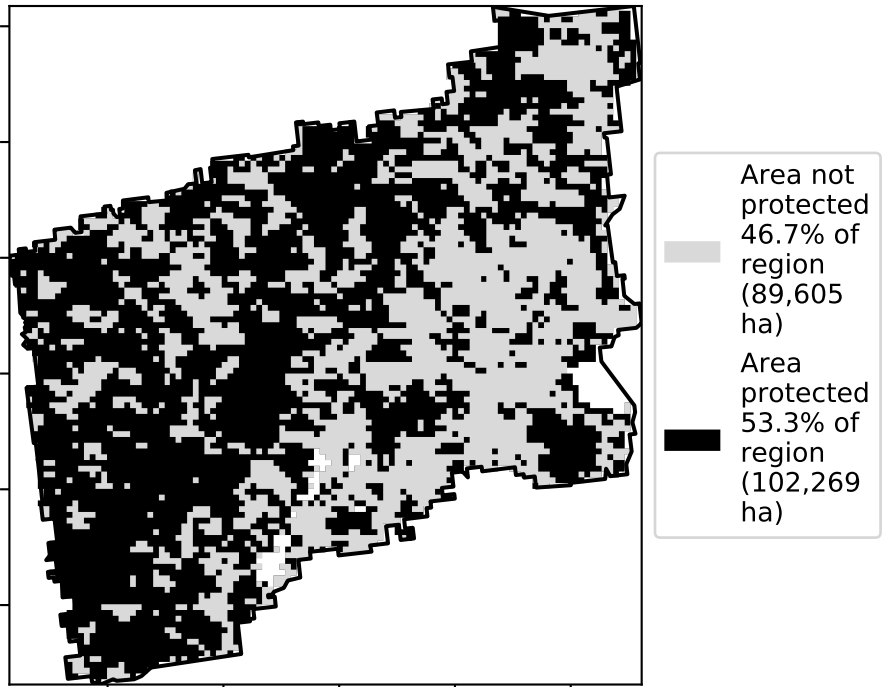 Area not
protected
46.7% of
region
(89,605
ha)
Area
protected
53.3% of
region
(102,269
ha)